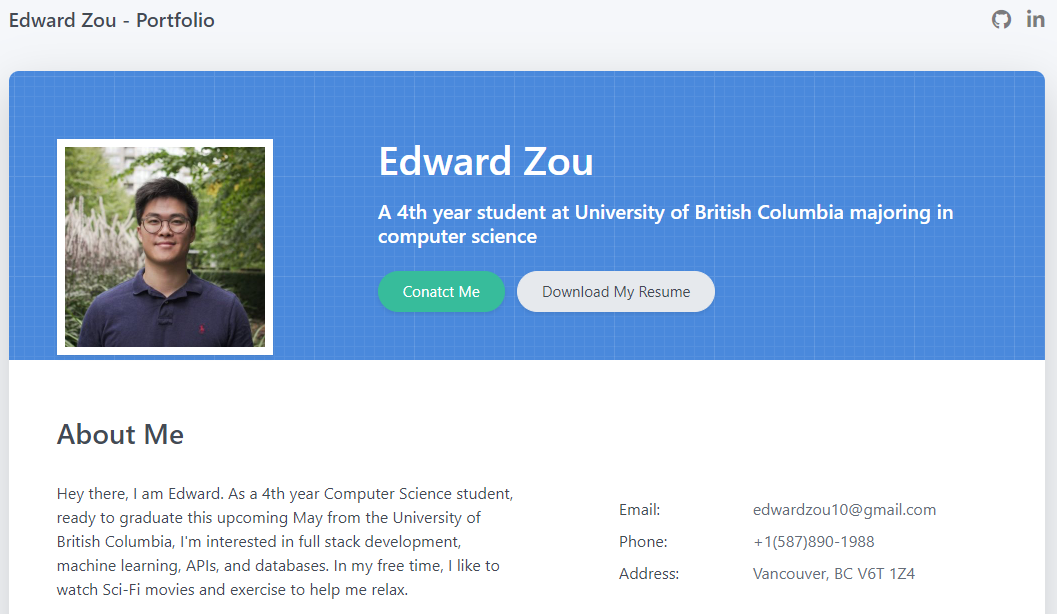 Edward Zou - Portfolio
Edward Zou
A 4th year student at University of British Columbia majoring in
computer science
Conatct Me
Download My Resume
About Me
Hey there, I am Edward. As a 4th year Computer Science student,
ready to graduate this upcoming May from the University of
British Columbia, I'm interested in full stack development,
machine learning, APIs, and databases. In my free time, I like to
watch Sci-Fi movies and exercise to help me relax.
Email: edwardzou10@gmail.com
Phone: +1(587)890-1988
Address: Vancouver, BC V6T 1Z4